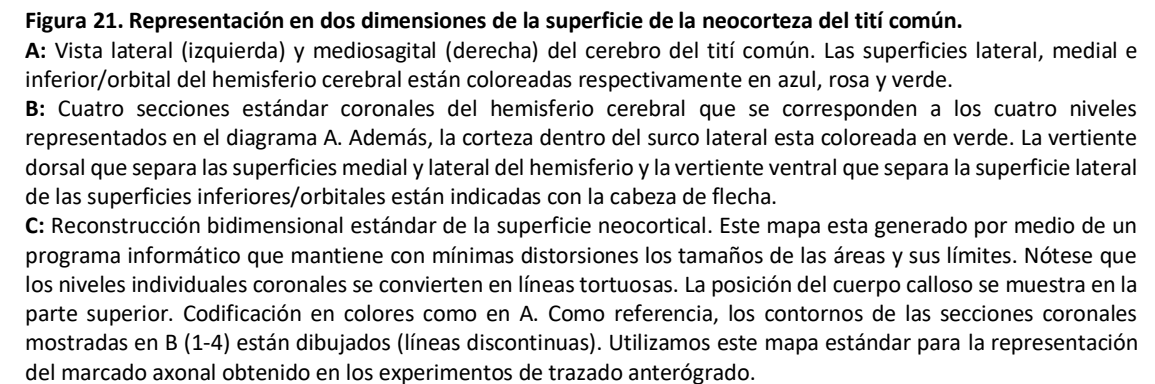 Figura 21. Representación en dos dimensiones de la superficie de la neocorteza del tití común.
A: Vista lateral (izquierda) y mediosagital (derecha) del cerebro del tití común. Las superficies lateral, medial e
inferior/orbital del hemisferio cerebral están coloreadas respectivamente en azul, rosa y verde.
B: Cuatro secciones estándar coronales del hemisferio cerebral que se corresponden a los cuatro niveles
representados en el diagrama A. Además, la corteza dentro del surco lateral esta coloreada en verde. La vertiente
dorsal que separa las superficies medial y lateral del hemisferio y la vertiente ventral que separa la superficie lateral
de las superficies inferiores/orbitales están indicadas con la cabeza de flecha.
C: Reconstrucción bidimensional estándar de la superficie neocortical. Este mapa esta generado por medio de un
programa informático que mantiene con mínimas distorsiones los tamaños de las áreas y sus límites. Nótese que
los niveles individuales coronales se convierten en líneas tortuosas. La posición del cuerpo calloso se muestra en la
parte superior. Codificación en colores como en A. Como referencia, los contornos de las secciones coronales
mostradas en B (1-4) están dibujados (líneas discontinuas). Utilizamos este mapa estándar para la representación
del marcado axonal obtenido en los experimentos de trazado anterógrado.